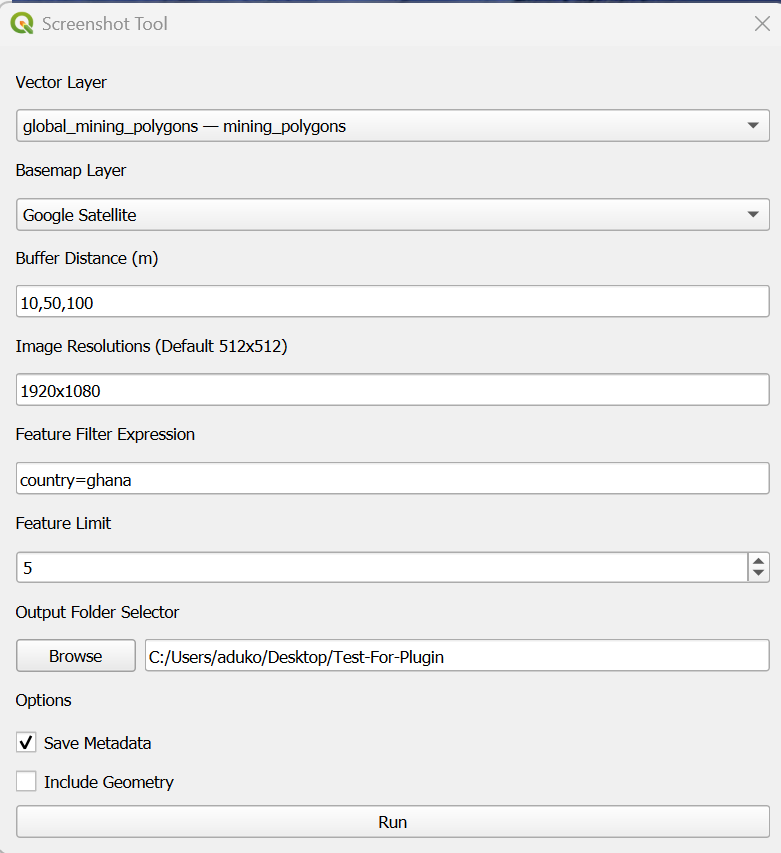 Screenshot Tool
Vector Layer
global_mining_polygons — mining_polygons
Basemap Layer
Google Satellite
Buffer Distance (m)
10,50,100
Image Resolutions (Default 512x512)
1920x1080
Feature Filter Expression
country=ghana
Feature Limit
5
Output Folder Selector
Browse C:/Users/aduko/Desktop/Test-For-Plugin
Options
Save Metadata
Include Geometry
Run